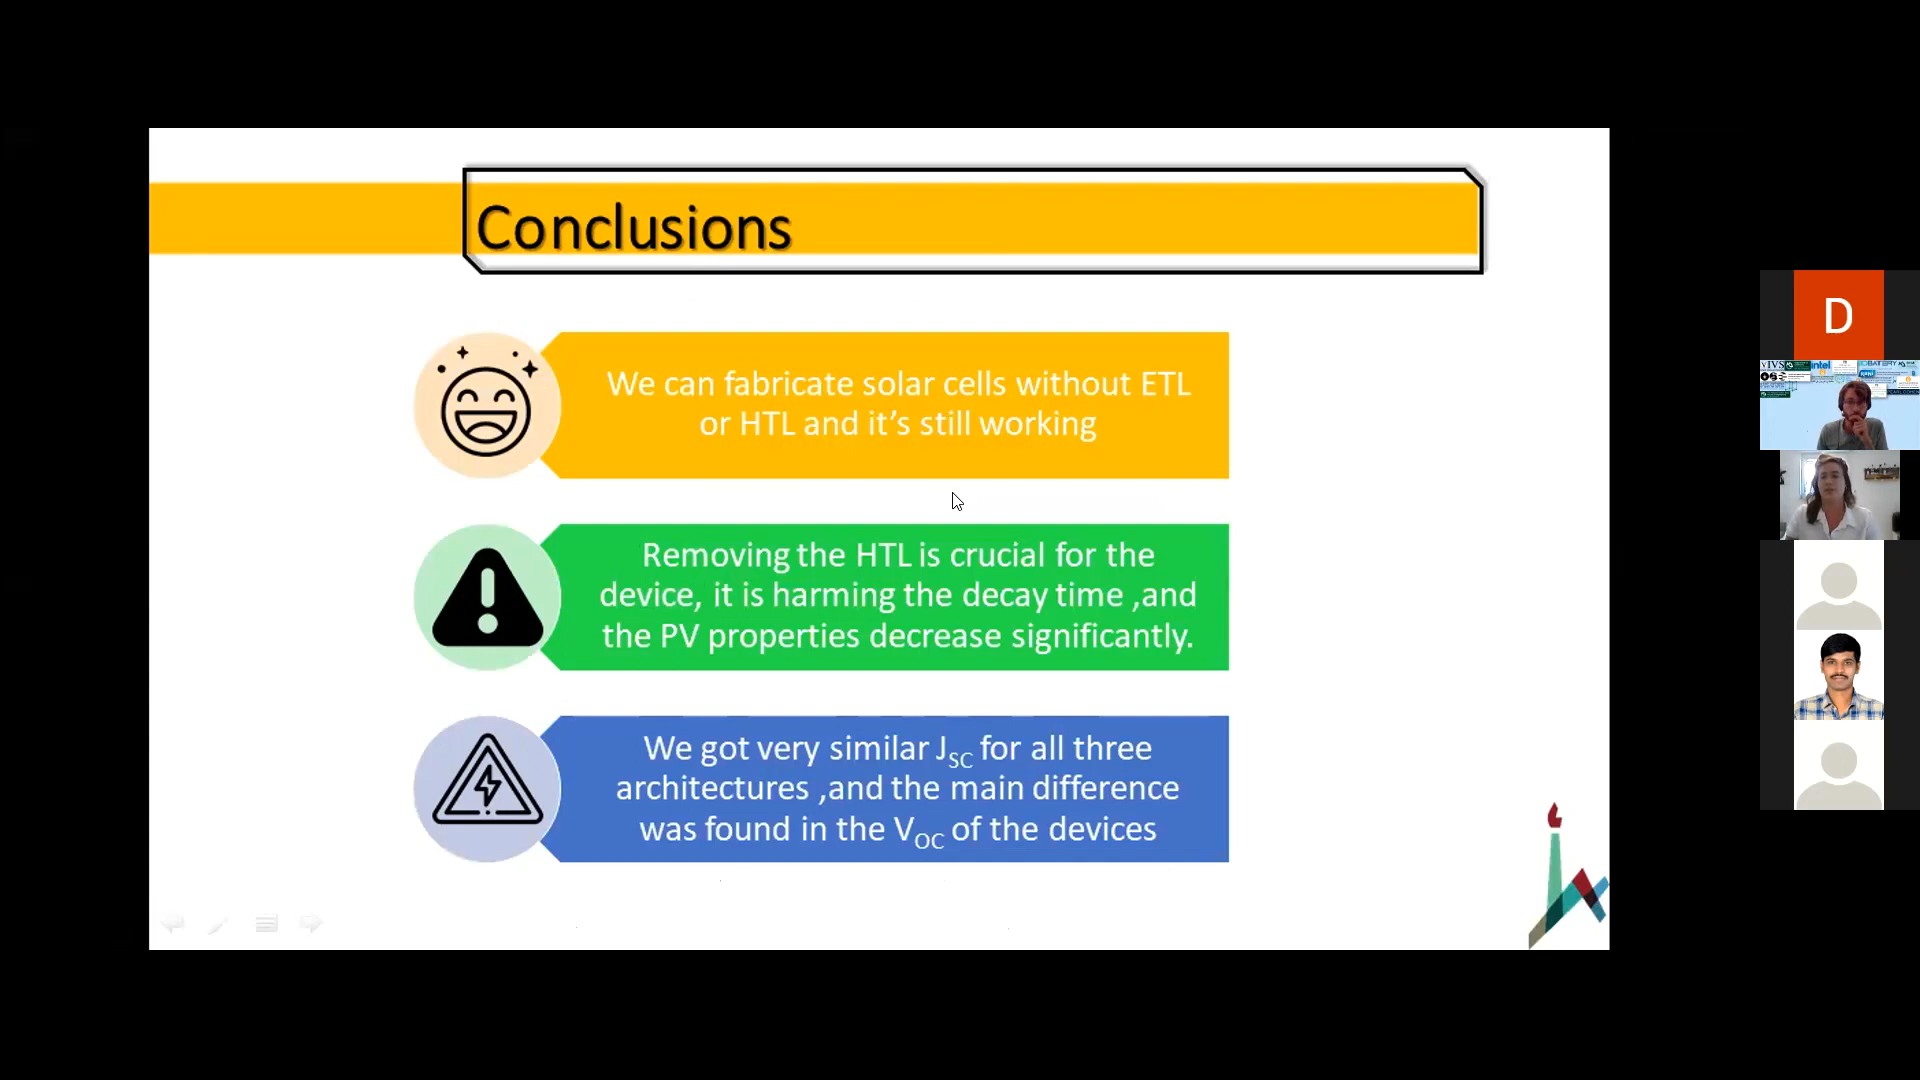 Conclusions
We can fabricate solar cells without ETL
or HTL and it's still working
Removing the HTL is crucial for the
device, it is harming the decay time ,and
the PV properties decrease significantly.
We got very similar JSC for all three
architectures ,and the main difference
was found in the VOC of the devices
D
intel